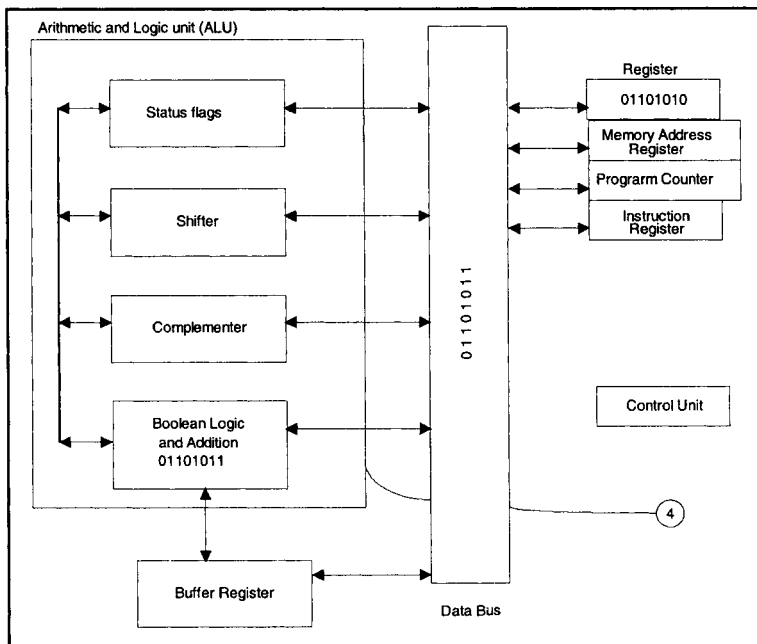 Arithmetic and Logic unit (ALU)
Status flags
Shifter
Complementer
Boolean Logic
and Addition
01101011
Buffer Register
01101011
Data Bus
Register
01101010
Memory Address
Register
Prograrm Counter
Instruction
Register
Control Unit
4